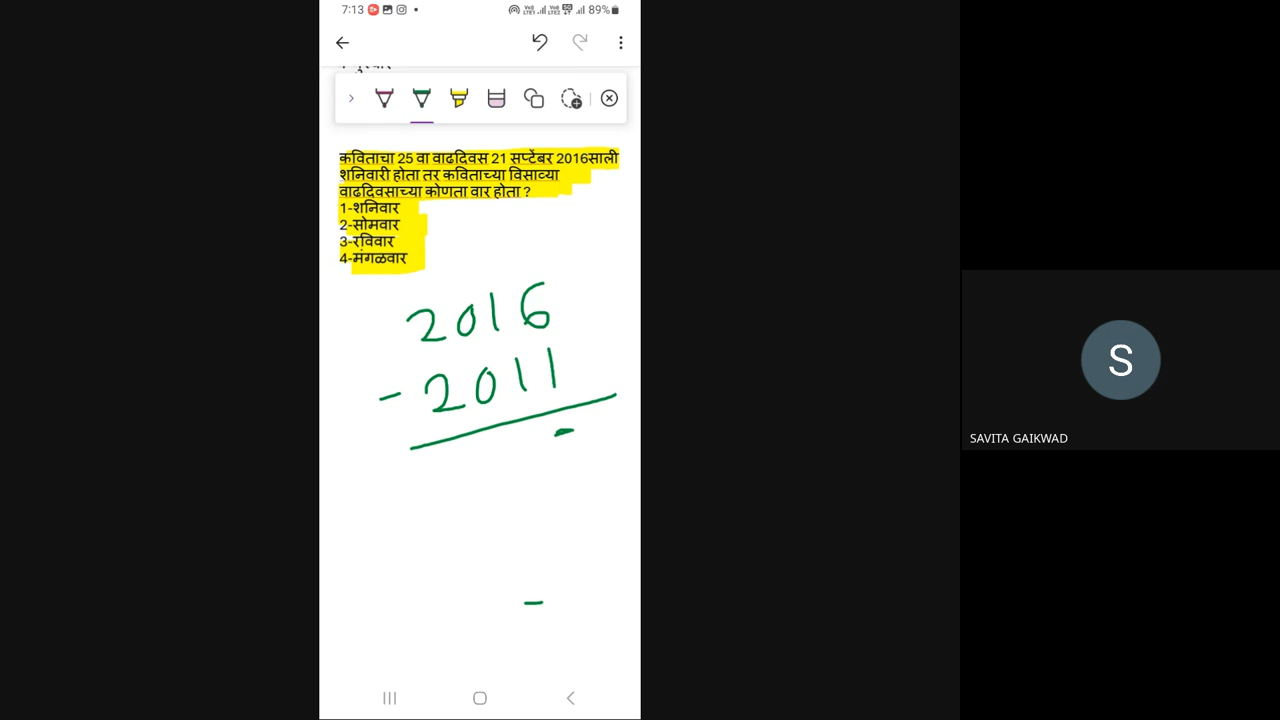 7:13
89%
कविताचा 25 वा वाढदिवस 21 सप्टेंबर 2016साली
शनिवारी होता तर कविताच्या विसाव्या
वाढदिवसाच्या कोणता वार होता ?
1-शनिवार
2-सोमवार
3-रविवार
4-मंगळवार
2016
- 2011
S
SAVITA GAIKWAD